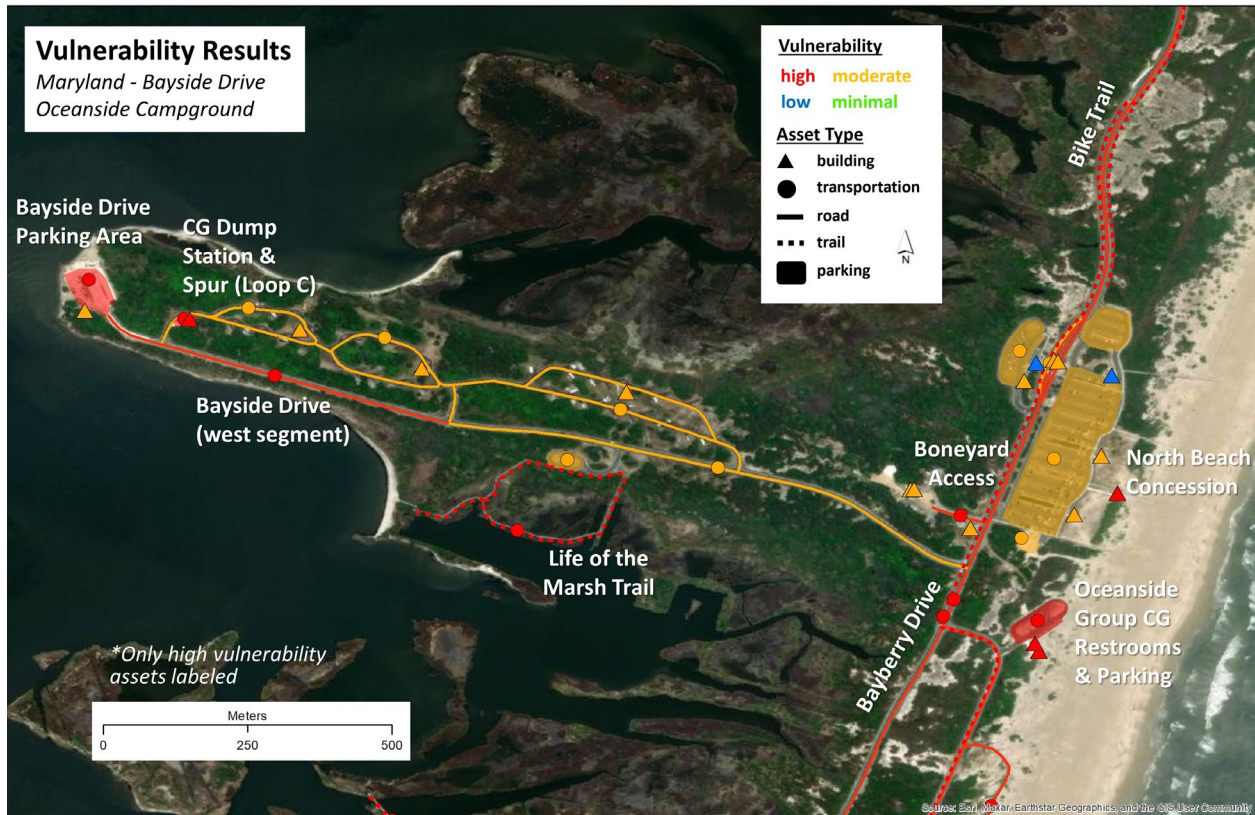 Vulnerability Results
Maryland - Bayside Drive
Oceanside Campground
Vulnerability
high moderate
low minimal
Asset Type
building
transportation
road
trail
parking
N
Bike Trail
Bayside Drive
Parking Area
CG Dump
Station &
Spur (Loop C)
Bayside Drive
(west segment)
Boneyard
Access
North Beach
Concession
Life of the
Marsh Trail
Oceanside
Group CG
Restrooms
& Parking
Bayberry Drive
*Only high vulnerability
assets labeled
Meters
0 250 500
Source: Esri, Maxar, Earthstar Geographics, and the GIS User Community